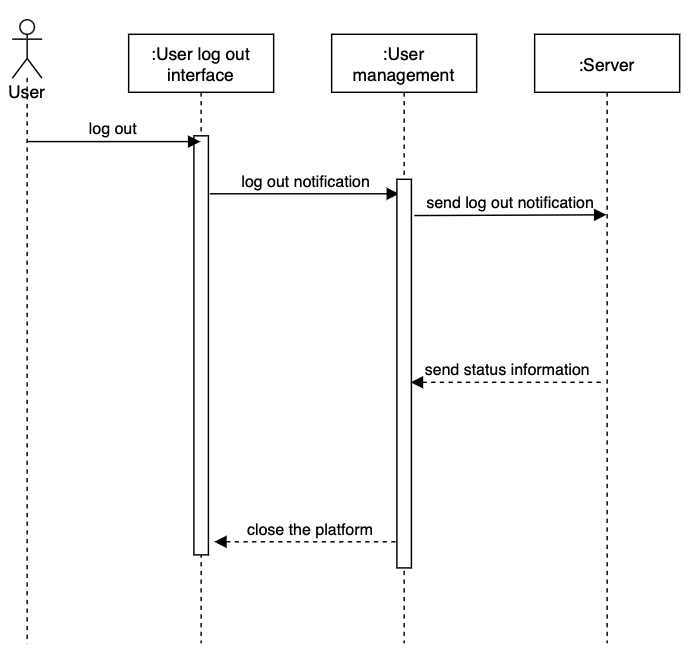 :User log out
interface
:User
management
:Server
User
log out
log out notification
send log out notification
send status information
close the platform